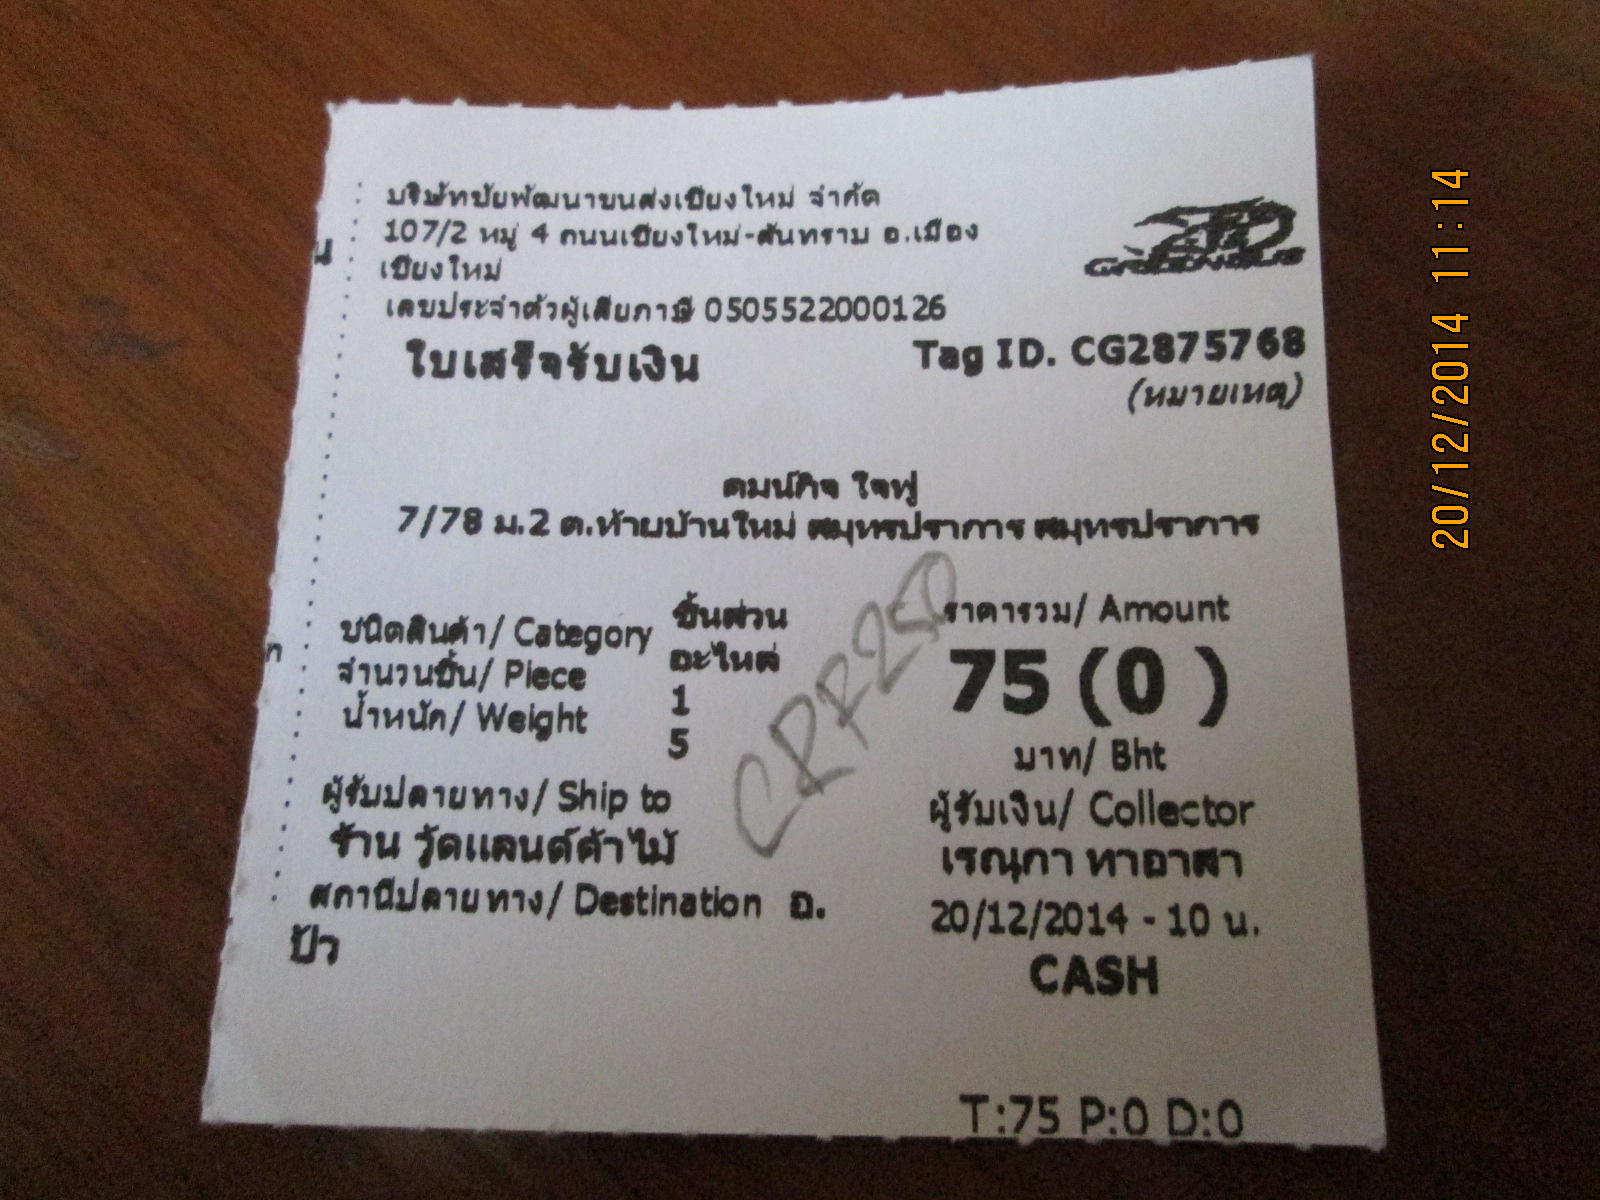 บริษัทชัยพัฒนาขนส่งเชียงใหม่ จำกัด
107/2 หมู่ 4 ถนนเชียงใหม่-สันทราย อ.เมือง
เชียงใหม่
เลขประจำตัวผู้เสียภาษี 0505522000126
GREENBUS
ใบเสร็จรับเงิน
Tag ID. CG2875768
(หมายเหตุ)
คมน์กิจ ใจฟู
7/78 ม.2 ต.ท้ายบ้านใหม่ สมุทรปราการ สมุทรปราการ
ชนิดสินค้า/ Category ชิ้นส่วน
อะไหล่
จำนวนชิ้น/ Piece 1
น้ำหนัก/ Weight 5
CRF250
ราคารวม/ Amount
75 (0 )
บาท/ Bht
ผู้รับปลายทาง/ Ship to
ร้าน วู้ดแลนด์ค้าไม้
สถานีปลายทาง/ Destination อ.
ปัว
ผู้รับเงิน/ Collector
เรณุกา ทาอาสา
20/12/2014 - 10 น.
CASH
T:75 P:0 D:0
20/12/2014 11:14